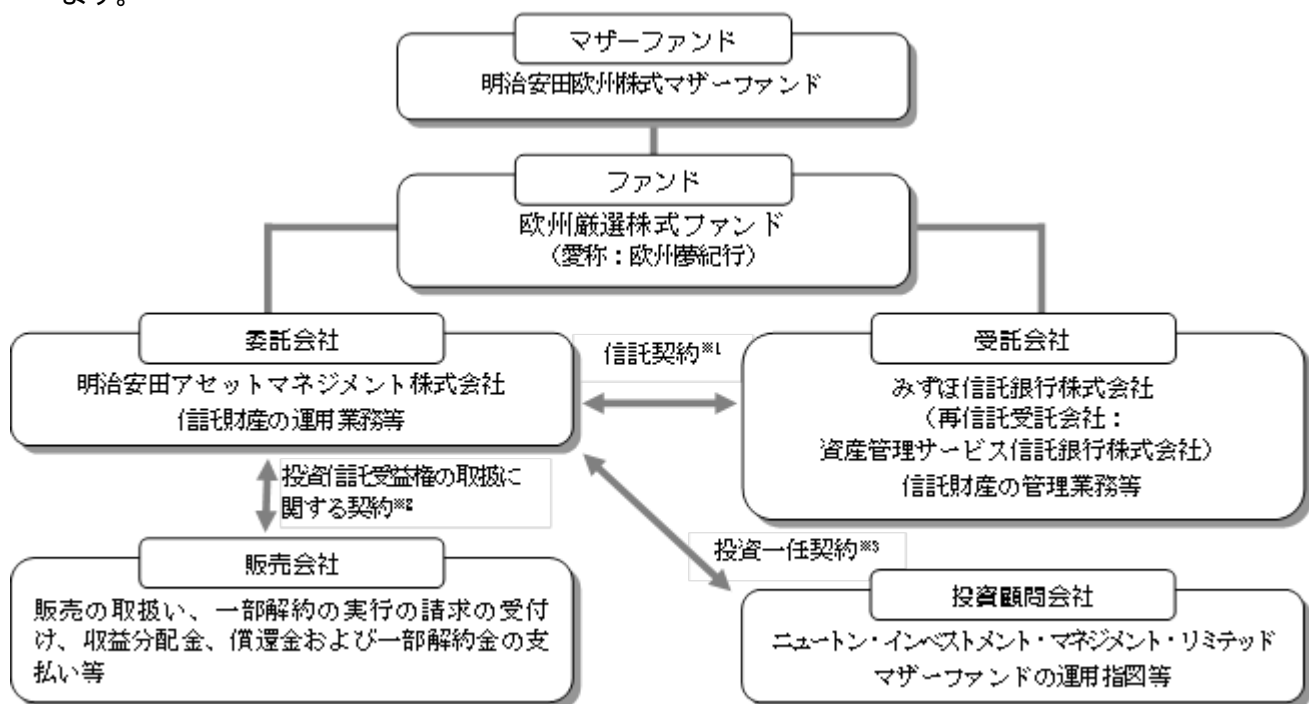 ます。
マザーファンド
明治安田欧州株式マザーファンド
ファンド
欧州厳選株式ファンド
（愛称：欧州夢紀行）
委託会社
明治安田アセットマネジメント株式会社
信託財産の運用業務等
信託契約※1
受託会社
みずほ信託銀行株式会社
（再信託受託会社：
資産管理サービス信託銀行株式会社）
信託財産の管理業務等
投資信託受益権の取扱に
関する契約※2
投資一任契約※3
販売会社
販売の取扱い、一部解約の実行の請求の受付
け、収益分配金、償還金および一部解約金の支
払い等
投資顧問会社
ニュートン・インベストメント・マネジメント・リミテッド
マザーファンドの運用指図等